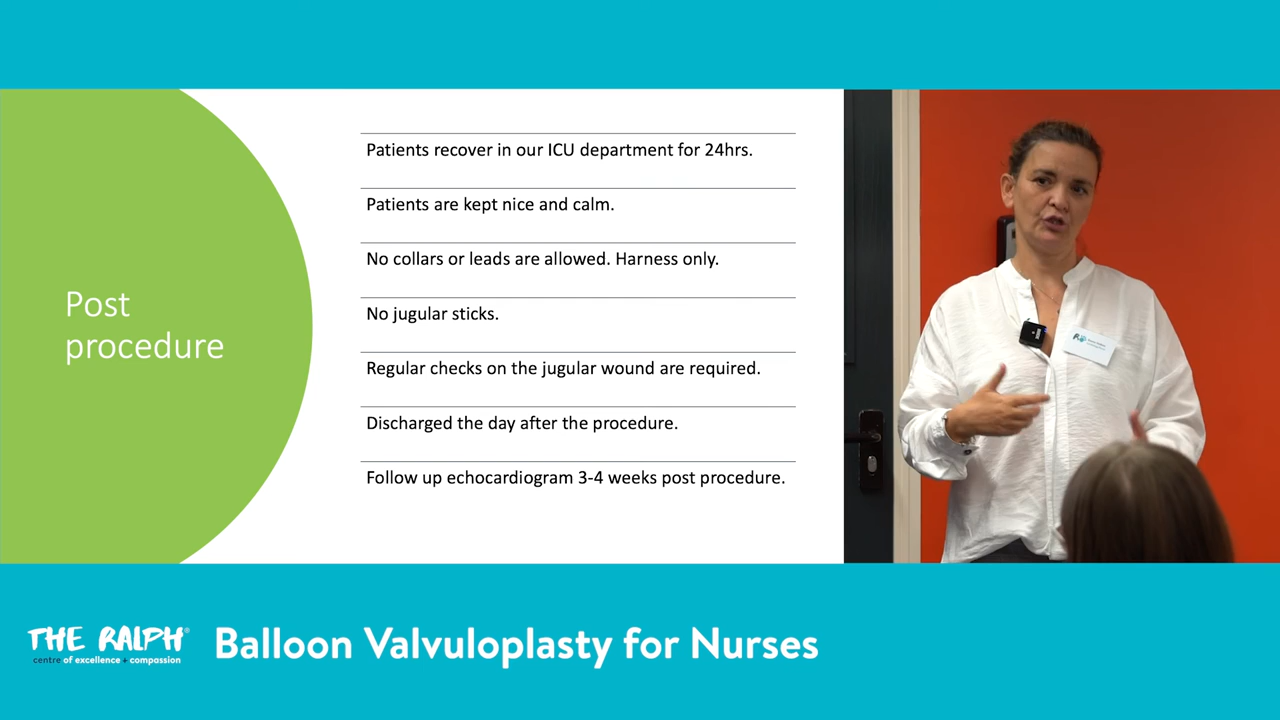 Post
procedure
Patients recover in our ICU department for 24hrs.
Patients are kept nice and calm.
No collars or leads are allowed. Harness only.
No jugular sticks.
Regular checks on the jugular wound are required.
Discharged the day after the procedure.
Follow up echocardiogram 3-4 weeks post procedure.
THE RALPH®
centre of excellence + compassion
Balloon Valvuloplasty for Nurses